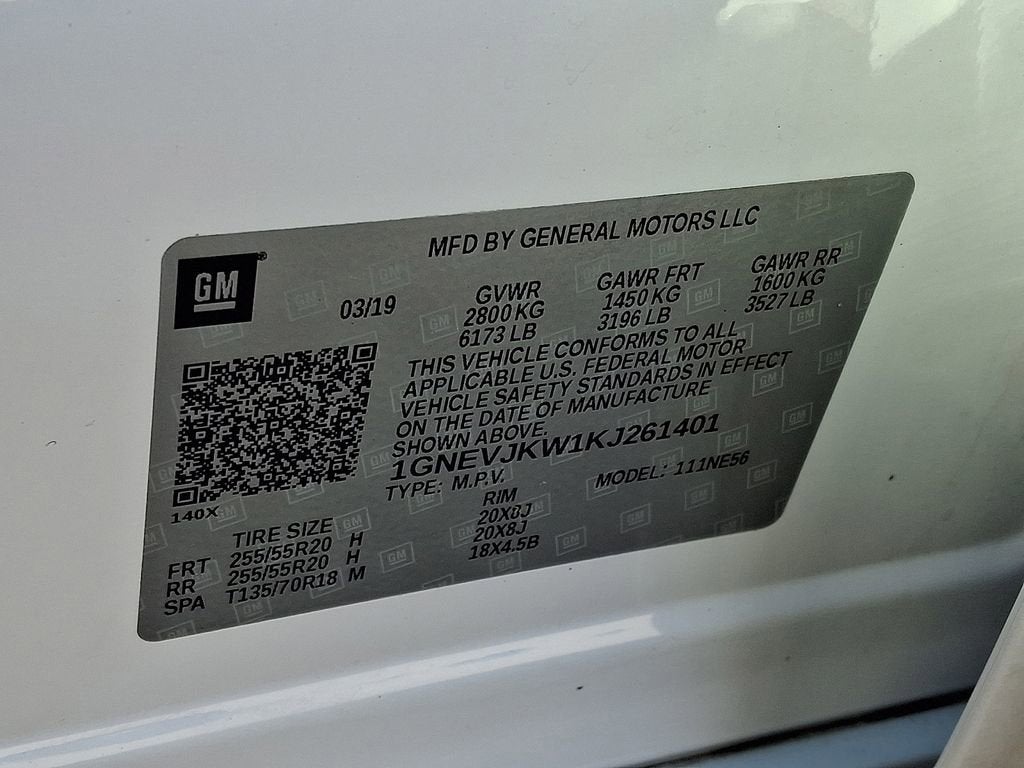 MFD BY GENERAL MOTORS LLC
GM®
03/19
GVWR
2800 KG
6173 LB
GAWR FRT
1450 KG
3196 LB
GAWR RR
1600 KG
3527 LB
THIS VEHICLE CONFORMS TO ALL
APPLICABLE U.S. FEDERAL MOTOR
VEHICLE SAFETY STANDARDS IN EFFECT
ON THE DATE OF MANUFACTURE
SHOWN ABOVE.
1GNEVJKW1KJ261401
TYPE: M.P.V. MODEL: 111NE56
140X
TIRE SIZE RIM
FRT 255/55R20 H 20X8J
RR 255/55R20 H 20X8J
SPA T135/70R18 M 18X4.5B